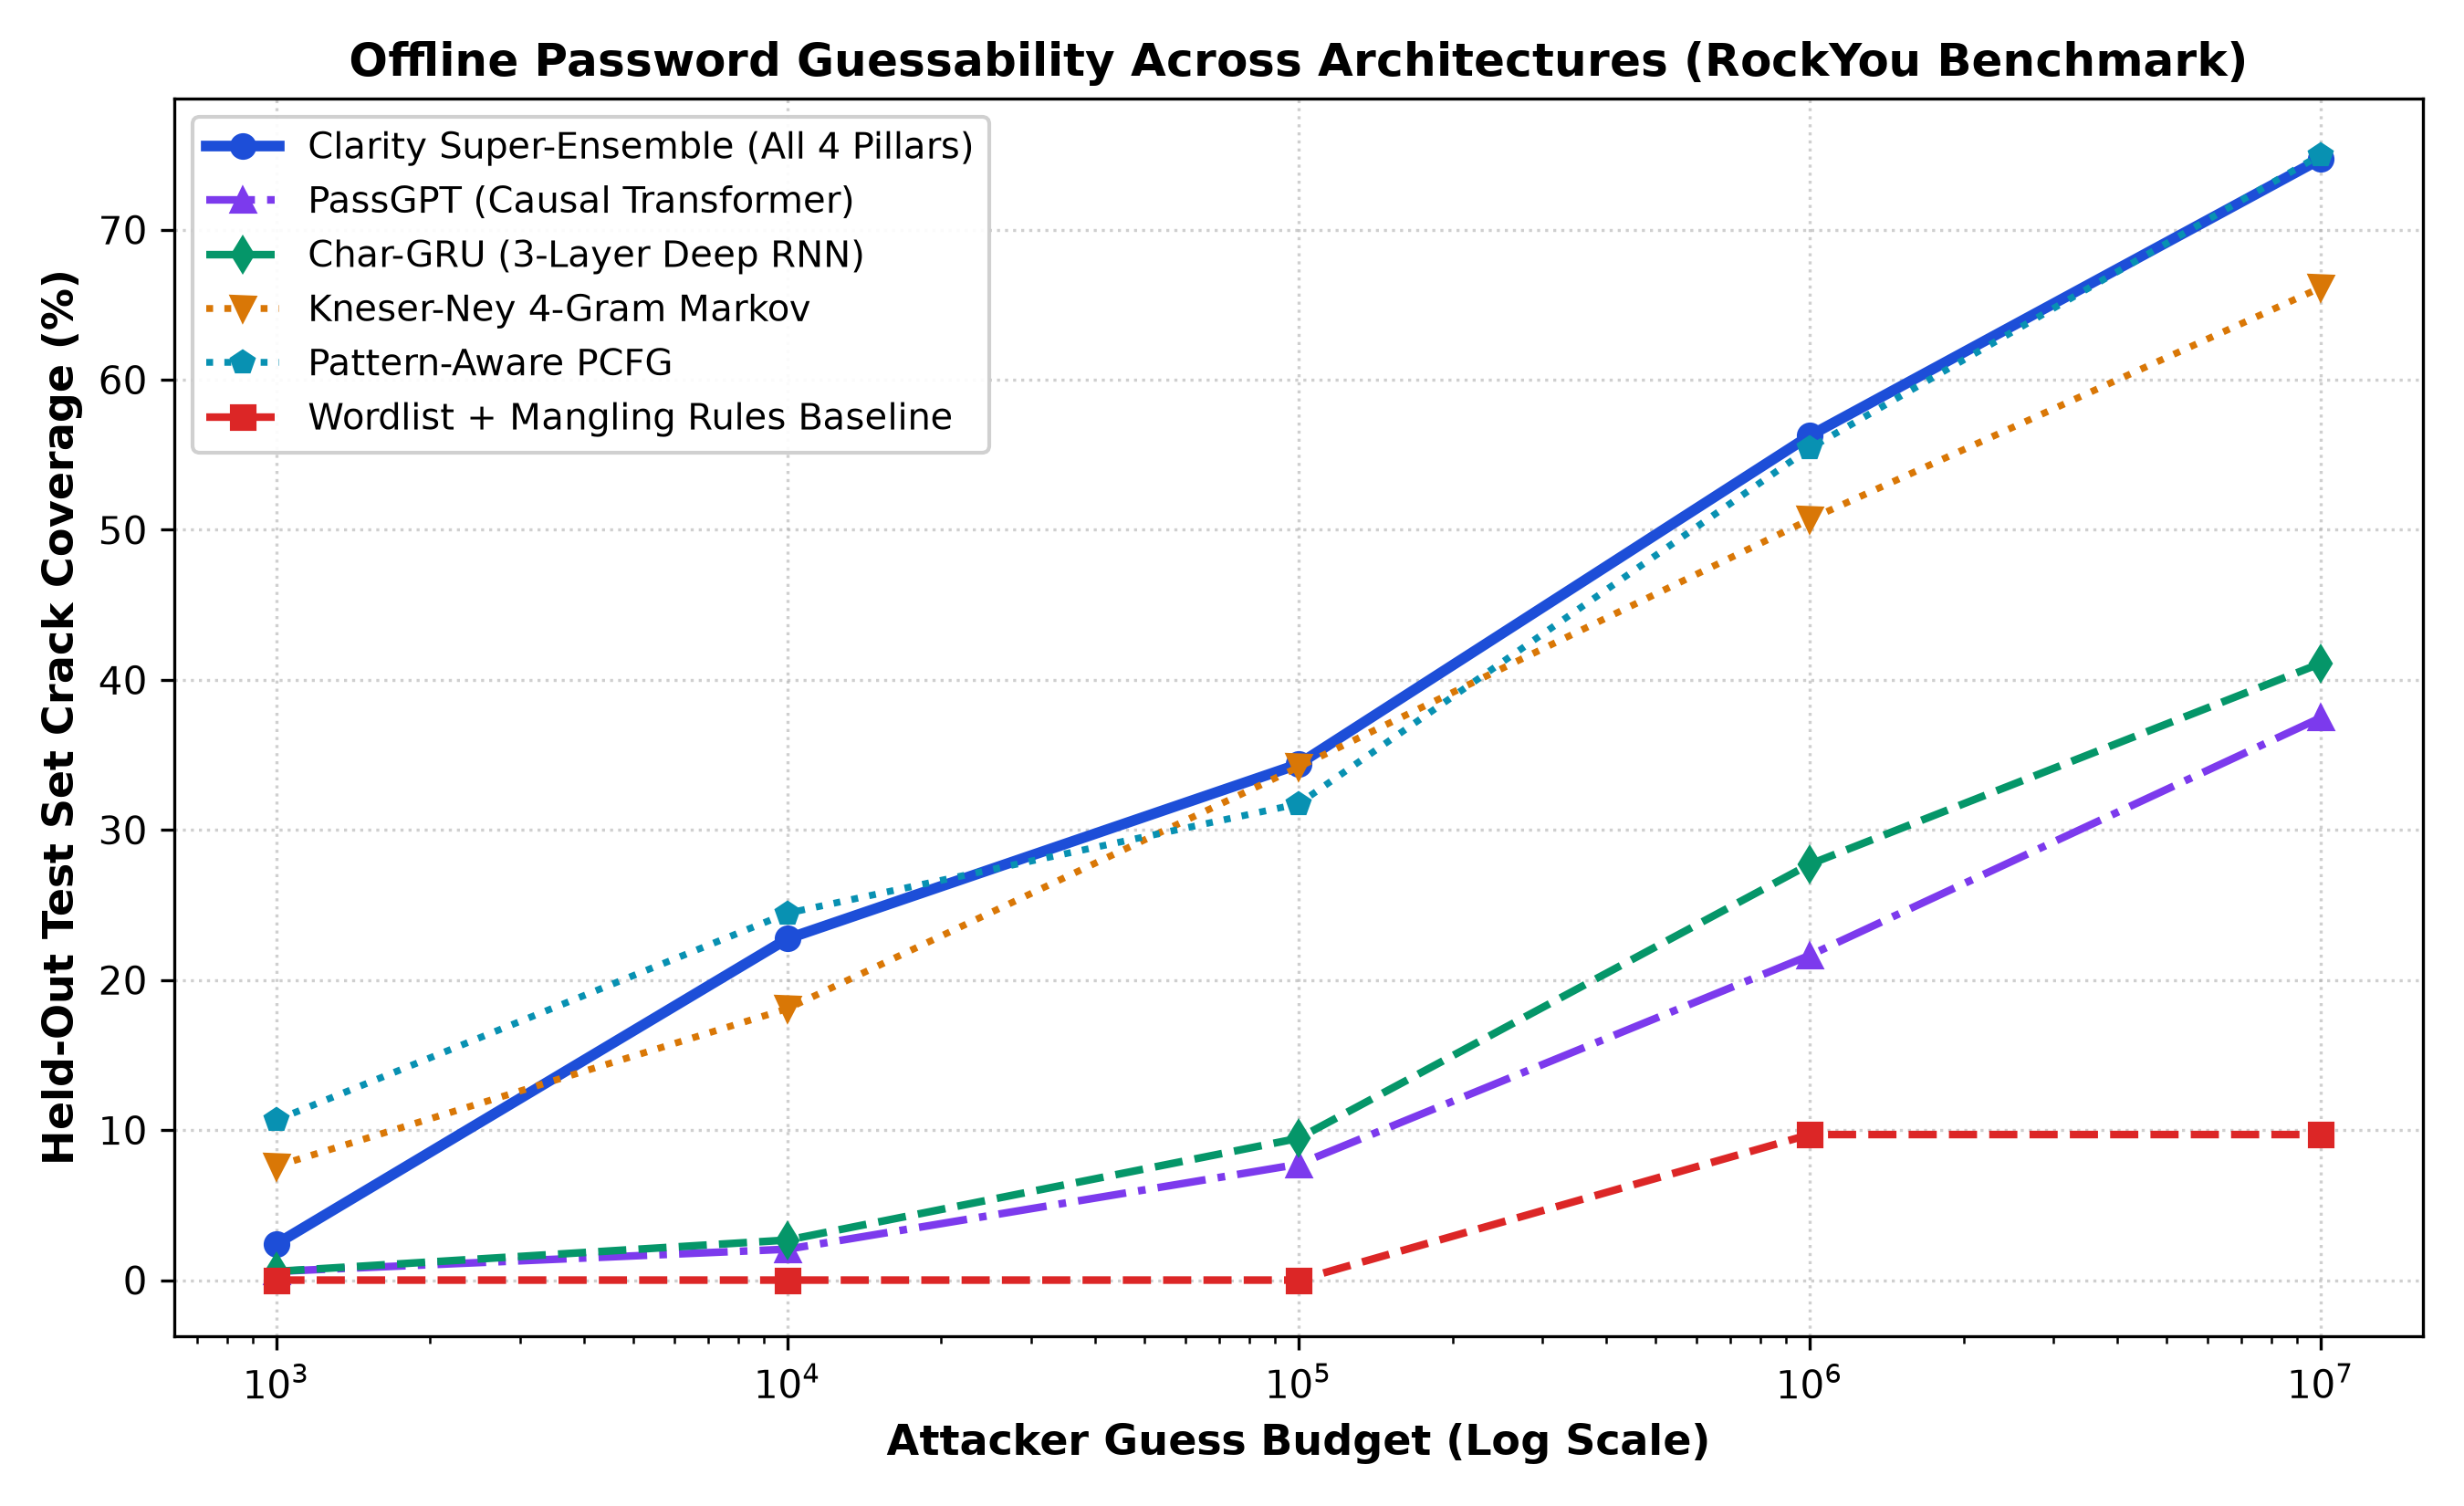 Offline Password Guessability Across Architectures (RockYou Benchmark)
Clarity Super-Ensemble (All 4 Pillars)
PassGPT (Causal Transformer)
Char-GRU (3-Layer Deep RNN)
Kneser-Ney 4-Gram Markov
Pattern-Aware PCFG
Wordlist + Mangling Rules Baseline
Held-Out Test Set Crack Coverage (%)
70
60
50
40
30
20
10
0
10³ 10⁴ 10⁵ 10⁶ 10⁷
Attacker Guess Budget (Log Scale)